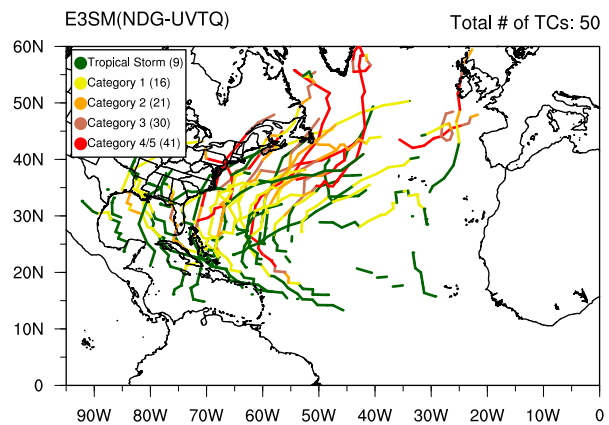 E3SM(NDG-UVTQ)
Total # of TCs: 50
60N
50N
40N
30N
20N
10N
0
Tropical Storm (9)
Category 1 (16)
Category 2 (21)
Category 3 (30)
Category 4/5 (41)
90W 80W 70W 60W 50W 40W 30W 20W 10W 0